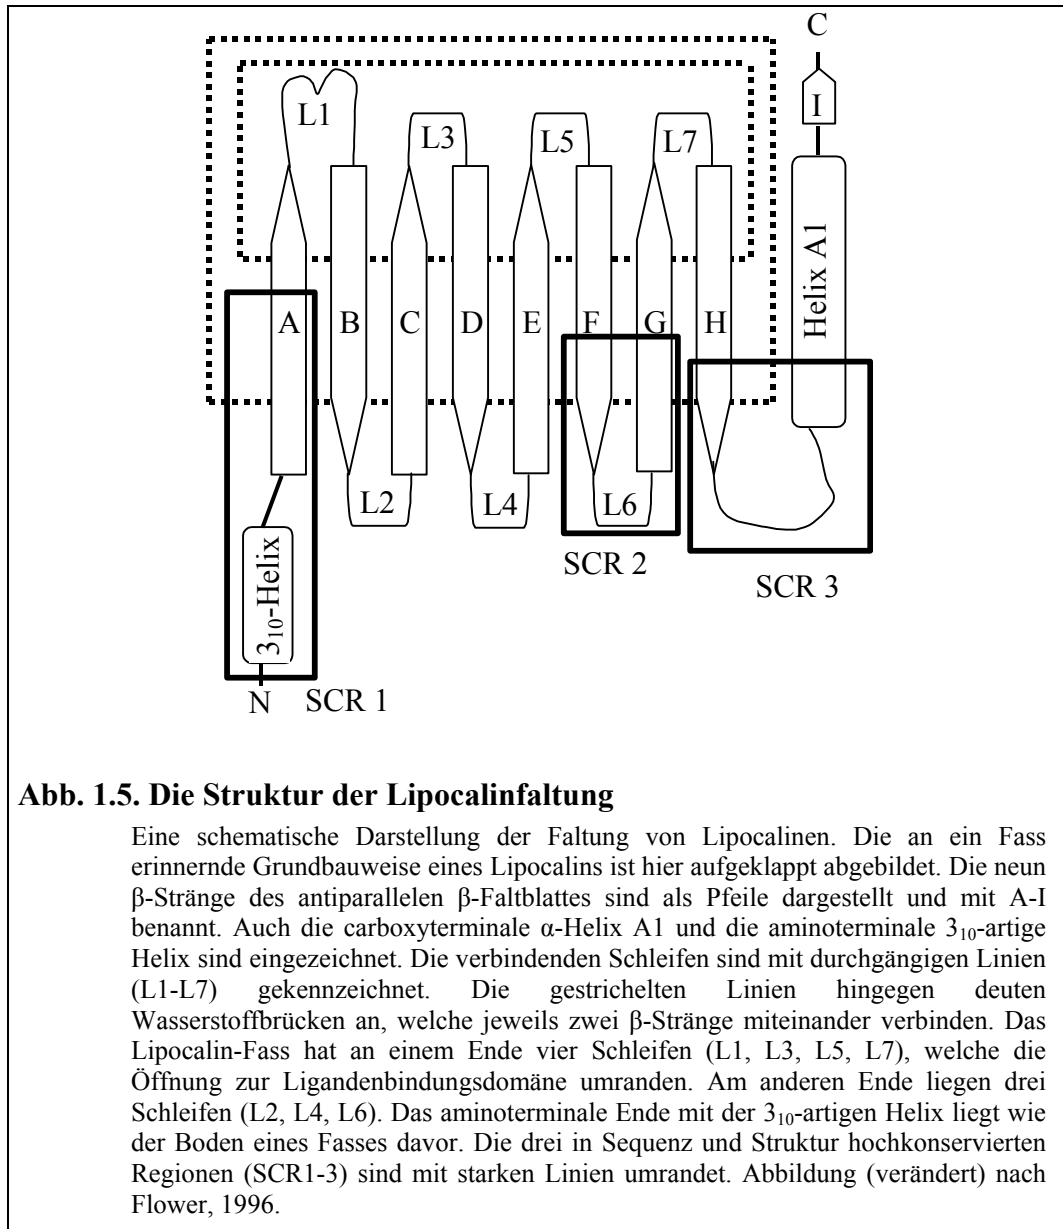 C
I
L1
L3
L5
L7
Helix A1
A
B
C
D
E
F
G
H
L2
L4
L6
SCR 2
SCR 3
3₁₀-Helix
N
SCR 1
Abb. 1.5. Die Struktur der Lipocalinfaltung
Eine schematische Darstellung der Faltung von Lipocalinen. Die an ein Fass
erinnernde Grundbauweise eines Lipocalins ist hier aufgeklappt abgebildet. Die neun
β-Stränge des antiparallelen β-Faltblattes sind als Pfeile dargestellt und mit A-I
benannt. Auch die carboxyterminale α-Helix A1 und die aminoterminale 3₁₀-artige
Helix sind eingezeichnet. Die verbindenden Schleifen sind mit durchgängigen Linien
(L1-L7) gekennzeichnet. Die gestrichelten Linien hingegen deuten
Wasserstoffbrücken an, welche jeweils zwei β-Stränge miteinander verbinden. Das
Lipocalin-Fass hat an einem Ende vier Schleifen (L1, L3, L5, L7), welche die
Öffnung zur Ligandenbindungsdomäne umranden. Am anderen Ende liegen drei
Schleifen (L2, L4, L6). Das aminoterminale Ende mit der 3₁₀-artigen Helix liegt wie
der Boden eines Fasses davor. Die drei in Sequenz und Struktur hochkonservierten
Regionen (SCR1-3) sind mit starken Linien umrandet. Abbildung (verändert) nach
Flower, 1996.